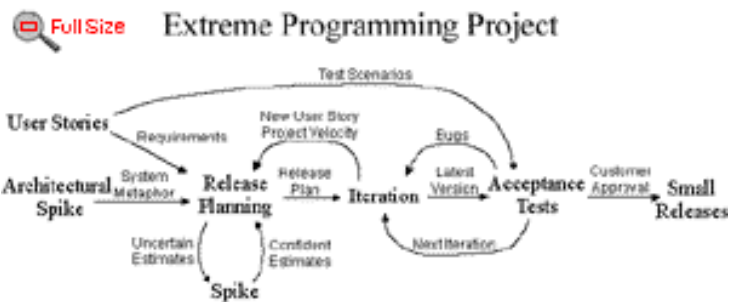 Full Size
Extreme Programming Project
Test Scenarios
User Stories
Requirements
New User Story
Project Velocity
Bugs
Architectural
Spike
System
Metaphor
Release
Planning
Release
Plan
Iteration
Latest
Version
Acceptance
Tests
Customer
Approval
Small
Releases
Uncertain
Estimates
Confident
Estimates
Next Iteration
Spike